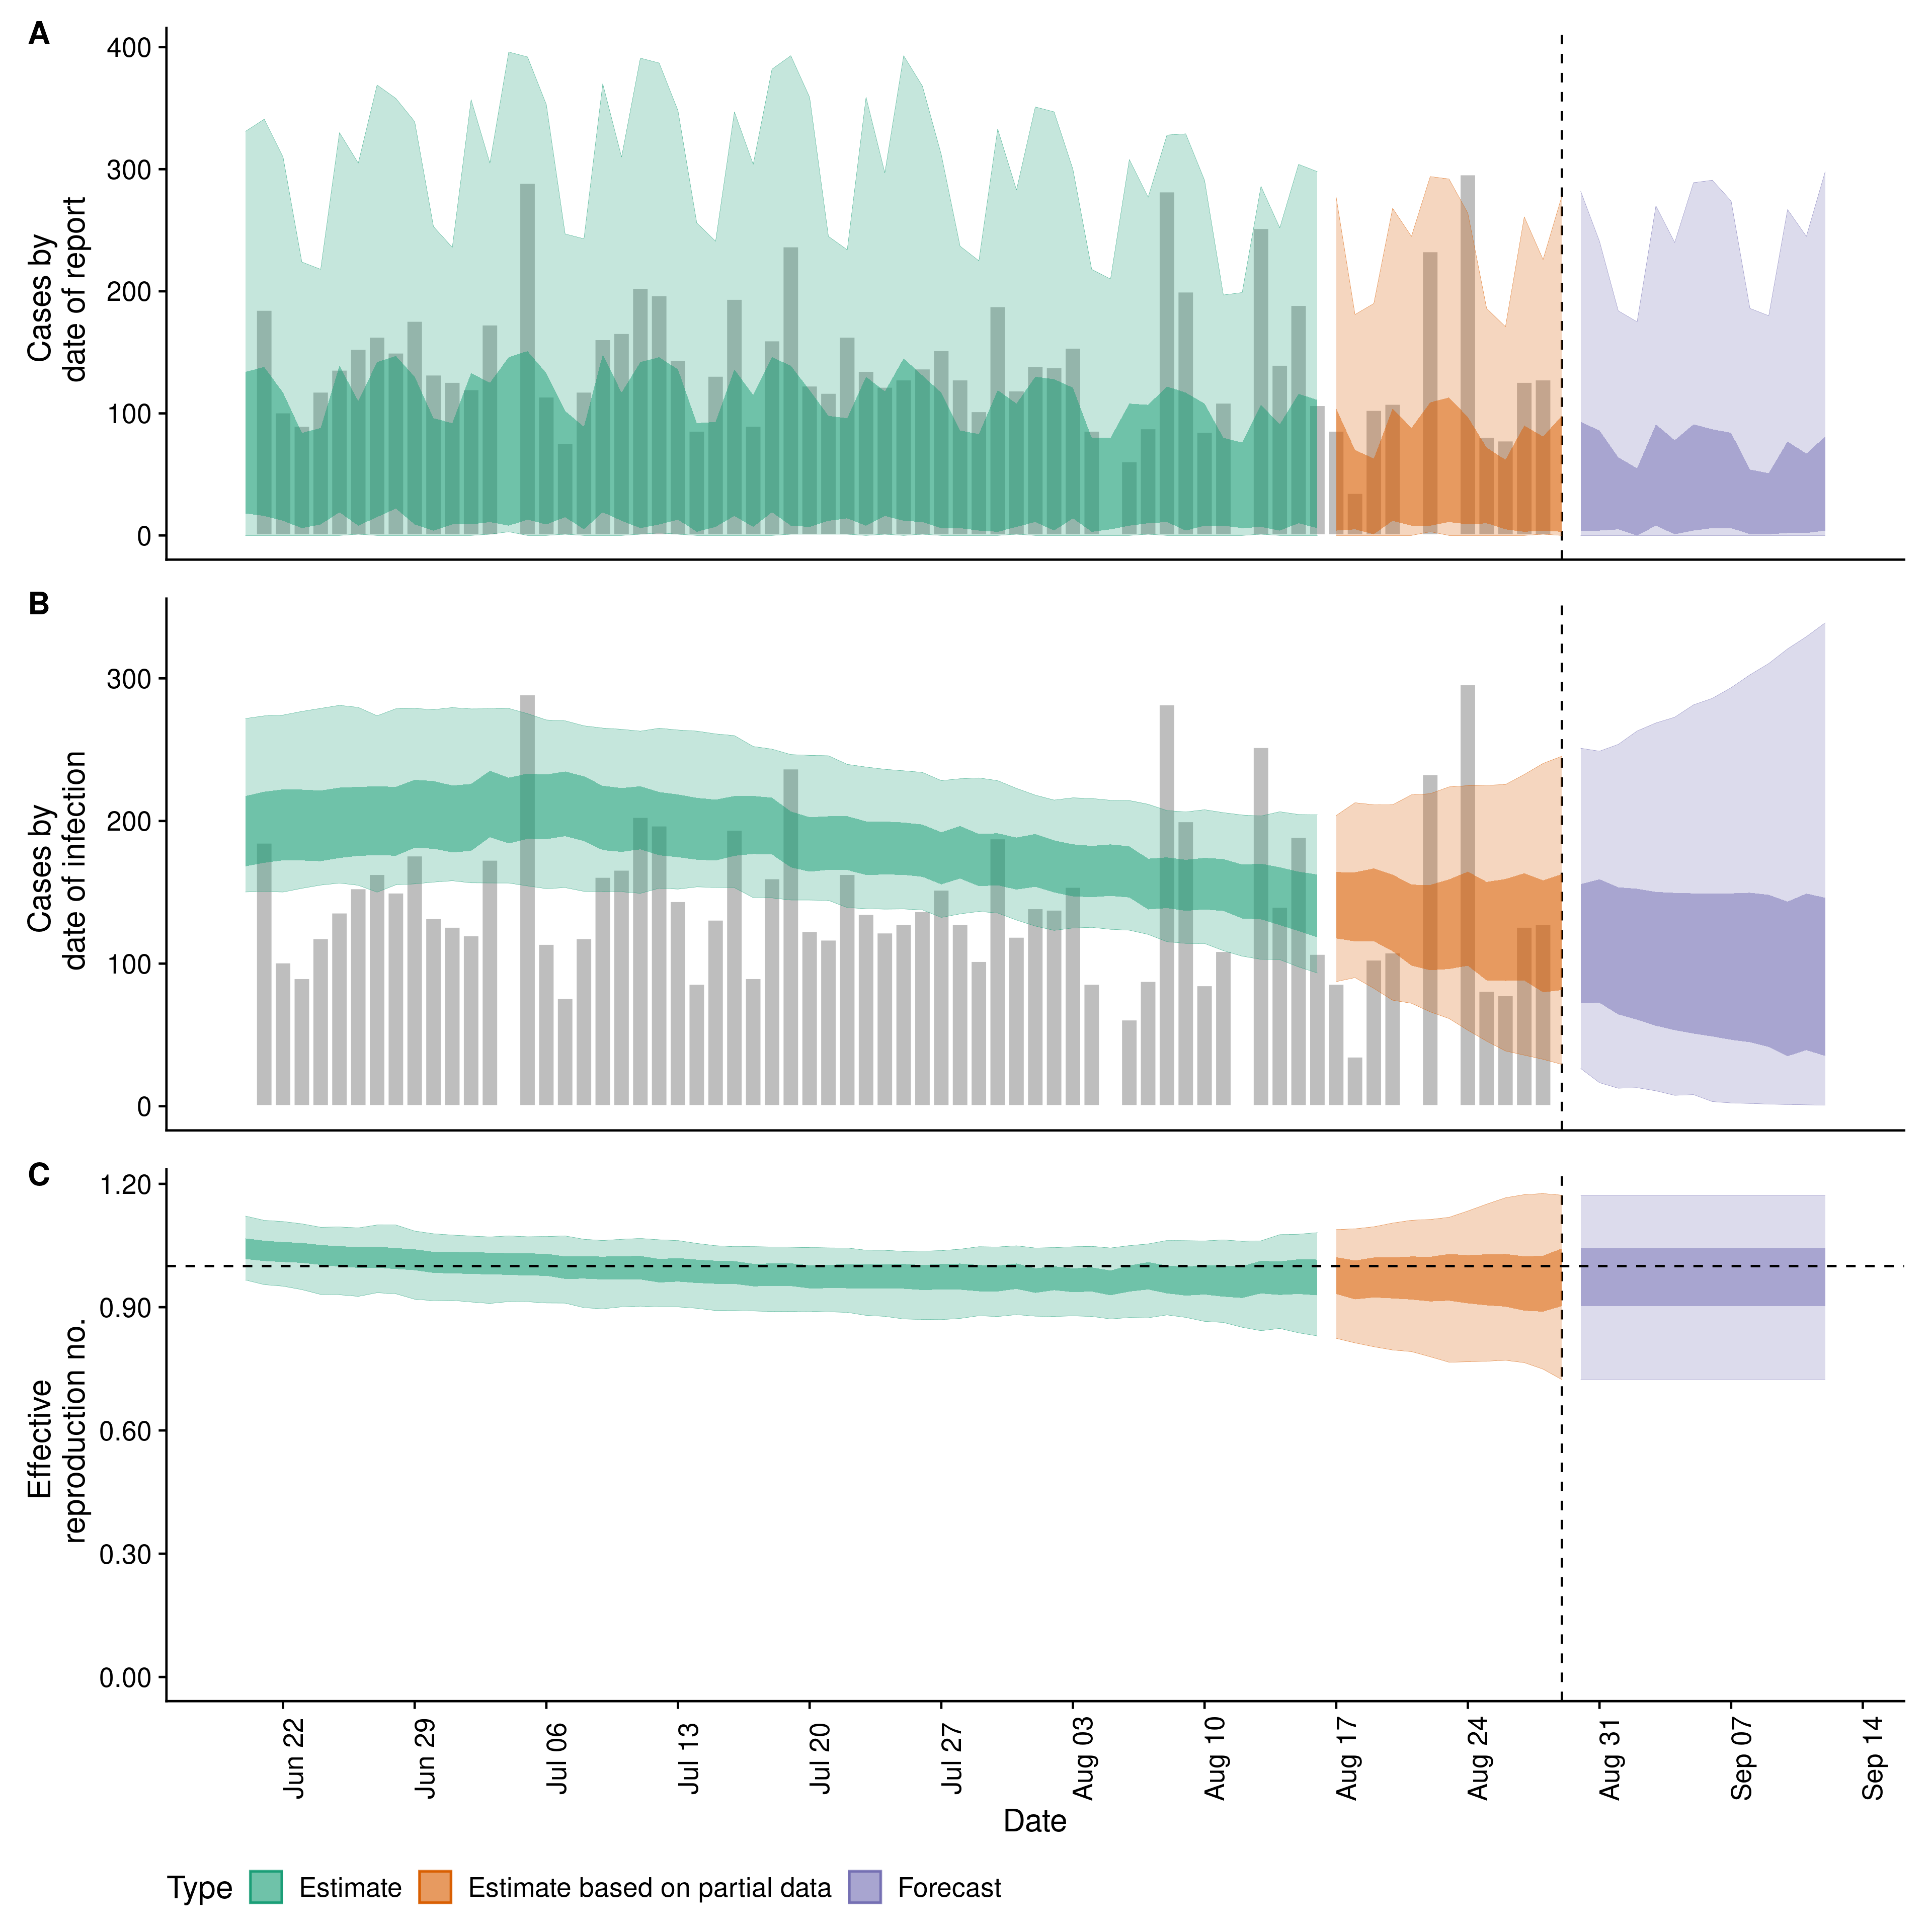 A
400
300
200
100
0
Cases by
date of report
B
300
200
100
0
Cases by
date of infection
C
1.20
0.90
0.60
0.30
0.00
Effective
reproduction no.
Jun 22
Jun 29
Jul 06
Jul 13
Jul 20
Jul 27
Aug 03
Aug 10
Aug 17
Aug 24
Aug 31
Sep 07
Sep 14
Date
Type Estimate Estimate based on partial data Forecast